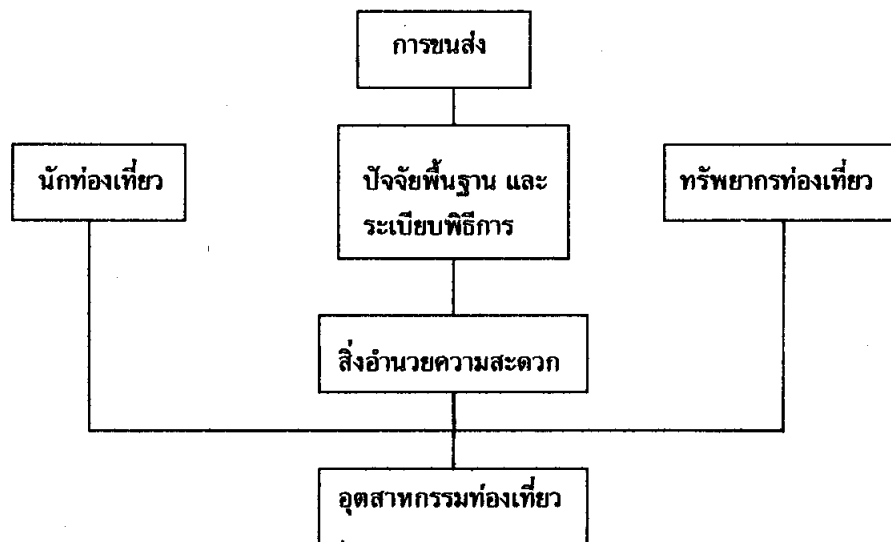 การขนส่ง
นักท่องเที่ยว
ปัจจัยพื้นฐาน และ
ระเบียบพิธีการ
ทรัพยากรท่องเที่ยว
สิ่งอำนวยความสะดวก
อุตสาหกรรมท่องเที่ยว